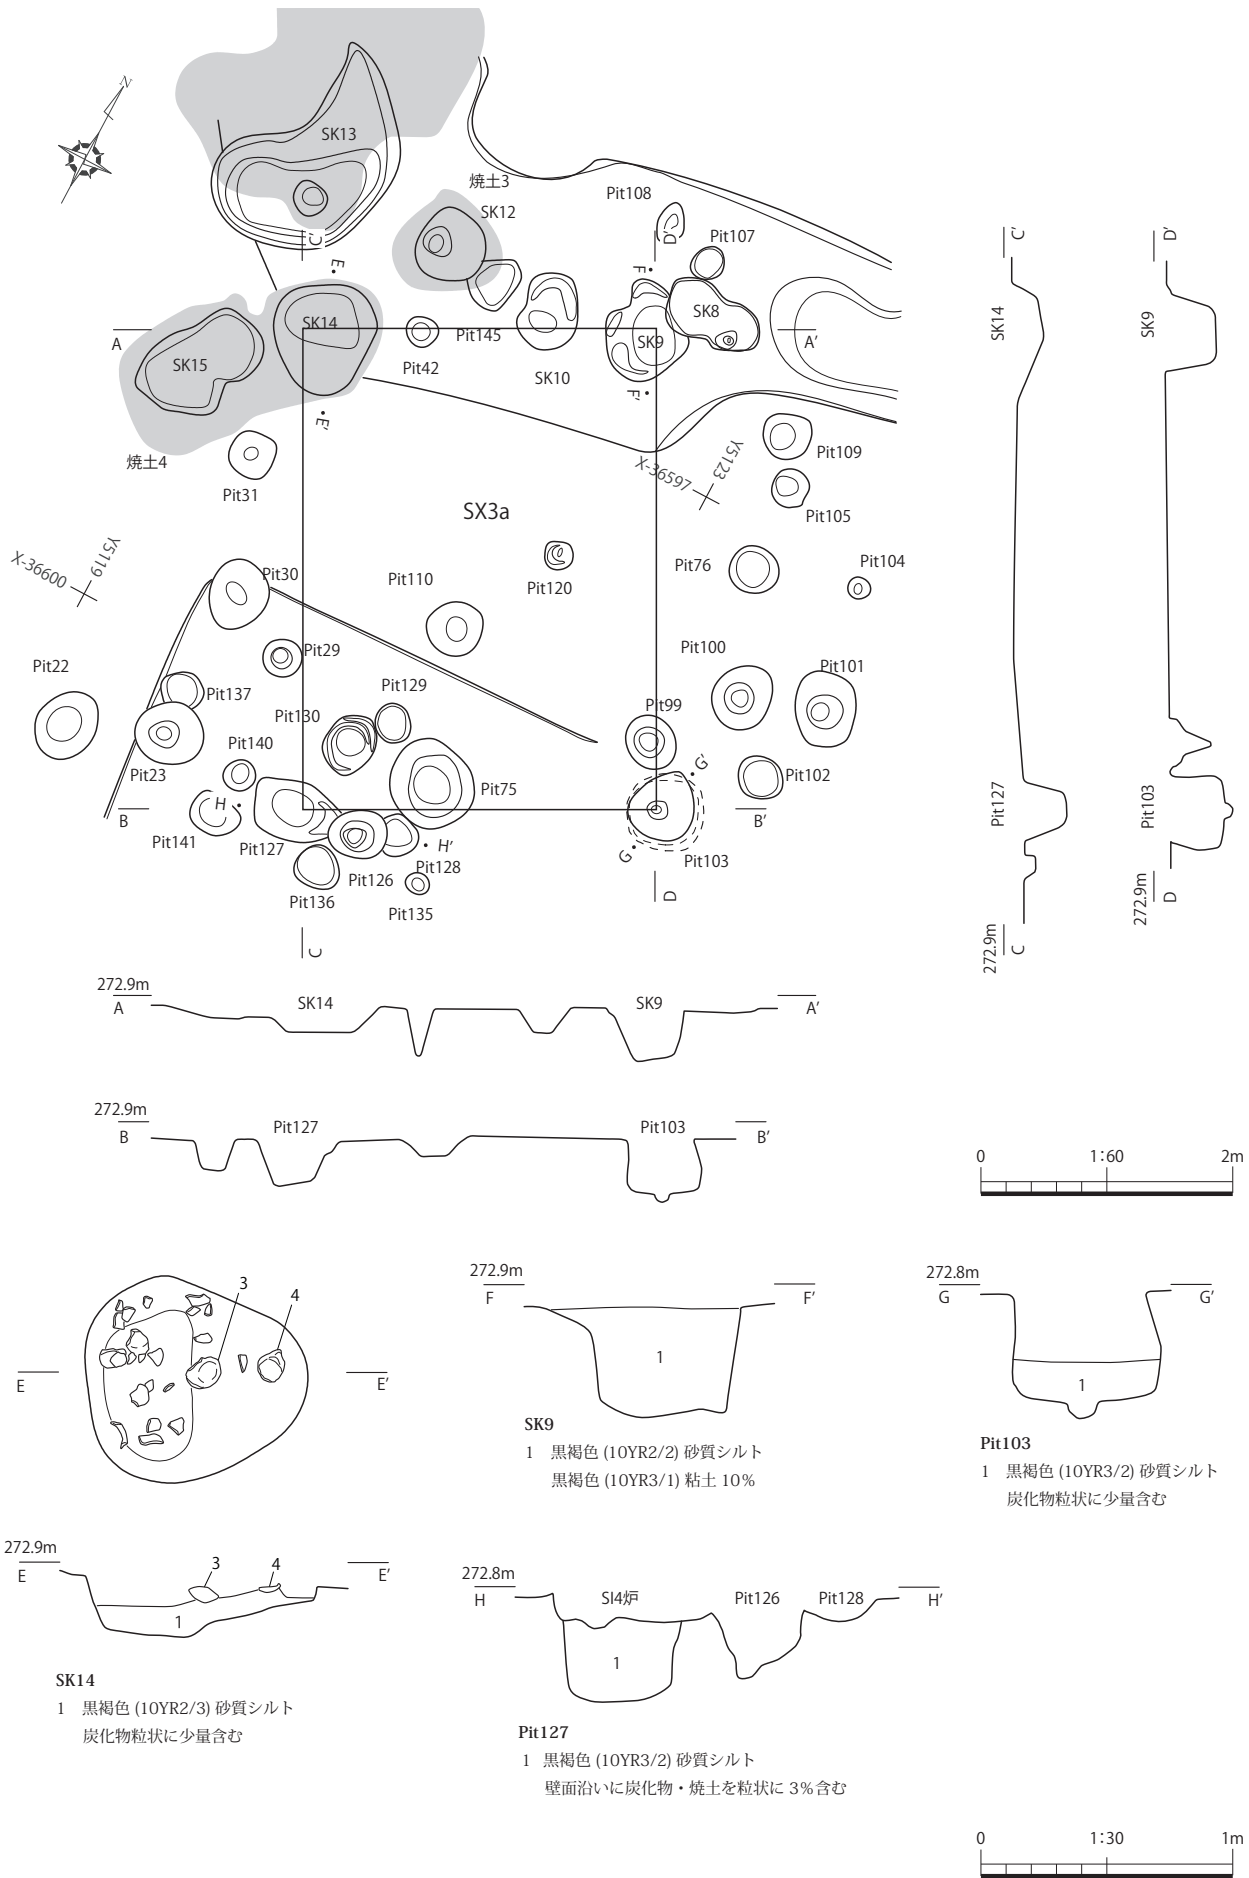 N
SK13
焼土3
SK12
Pit108
Pit107
C'
D'
E
F
SK14
SK8
SK9
A
A'
SK15
Pit42
Pit145
SK10
F'
E'
焼土4
Pit31
Pit109
X-36597
Y5123
SX3a
Pit105
X-36600
Y5119
Pit30
Pit110
Pit120
Pit76
Pit104
Pit22
Pit29
Pit100
Pit101
Pit137
Pit129
Pit130
Pit99
Pit23
Pit140
G'
Pit102
Pit75
H
B
B'
Pit141
Pit127
H'
G
Pit103
Pit126
Pit128
Pit136
Pit135
D
C
C'
SK14
Pit127
272.9m
C
D'
SK9
Pit103
272.9m
D
272.9m
A
SK14
SK9
A'
272.9m
B
Pit127
Pit103
B'
0
1:60
2m
3
4
E
E'
272.9m
F
F'
1
SK9
1 黒褐色 (10YR2/2) 砂質シルト
黒褐色 (10YR3/1) 粘土 10%
272.8m
G
G'
1
Pit103
1 黒褐色 (10YR3/2) 砂質シルト
炭化物粒状に少量含む
272.9m
E
3
4
E'
1
SK14
1 黒褐色 (10YR2/3) 砂質シルト
炭化物粒状に少量含む
272.8m
H
SI4炉
Pit126
Pit128
H'
1
Pit127
1 黒褐色 (10YR3/2) 砂質シルト
壁面沿いに炭化物・焼土を粒状に 3%含む
0
1:30
1m